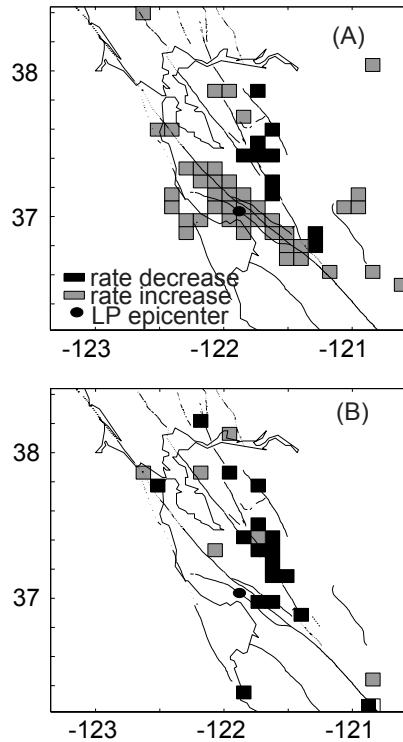 (A)
38
37
rate decrease
rate increase
LP epicenter
-123 -122 -121
(B)
38
37
-123 -122 -121